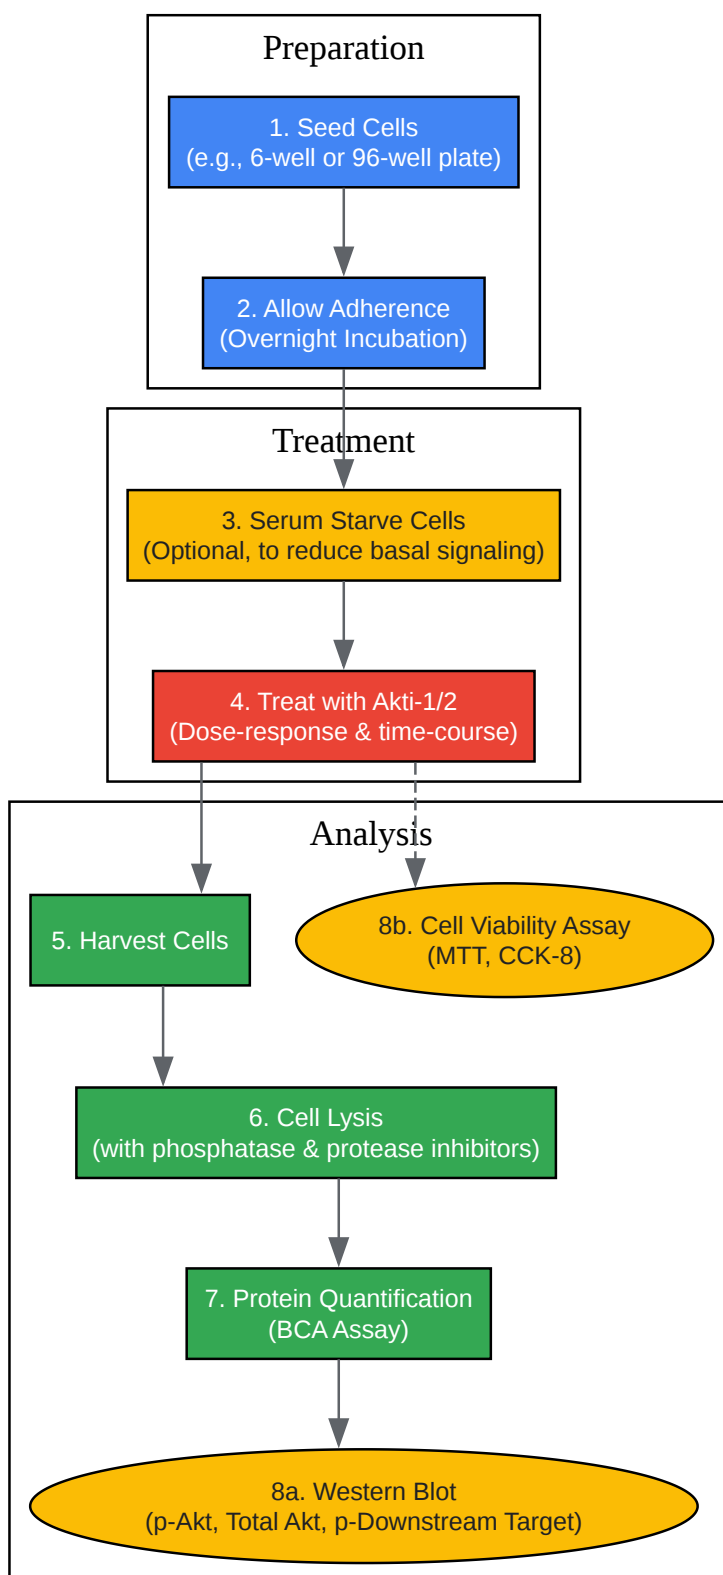 Preparation
1. Seed Cells
(e.g., 6-well or 96-well plate)
2. Allow Adherence
(Overnight Incubation)
Treatment
3. Serum Starve Cells
(Optional, to reduce basal signaling)
4. Treat with Akti-1/2
(Dose-response & time-course)
Analysis
5. Harvest Cells
8b. Cell Viability Assay
(MTT, CCK-8)
6. Cell Lysis
(with phosphatase & protease inhibitors)
7. Protein Quantification
(BCA Assay)
8a. Western Blot
(p-Akt, Total Akt, p-Downstream Target)